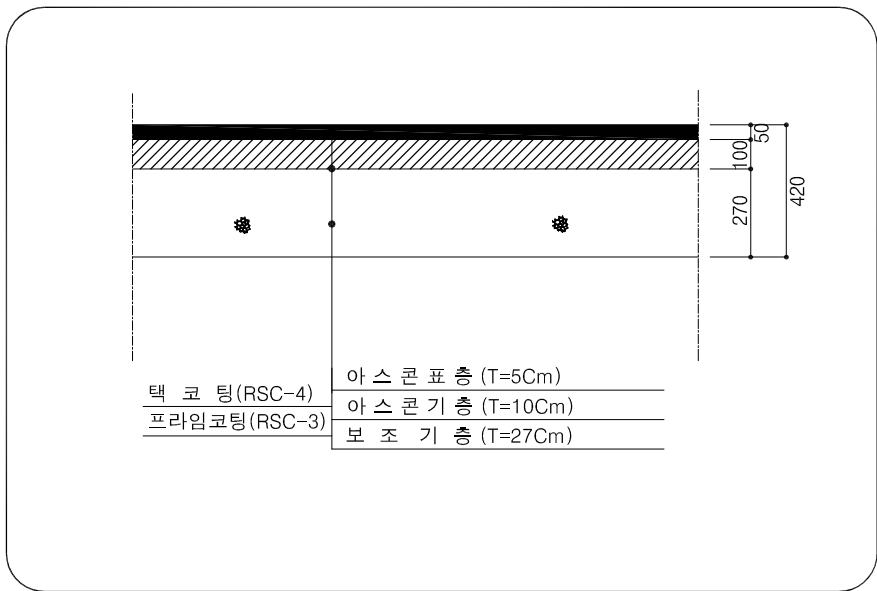 50
100
270
420
택 코 팅(RSC-4)
프라임코팅(RSC-3)
아 스 콘 표 층 (T=5Cm)
아 스 콘 기 층 (T=10Cm)
보 조 기 층 (T=27Cm)